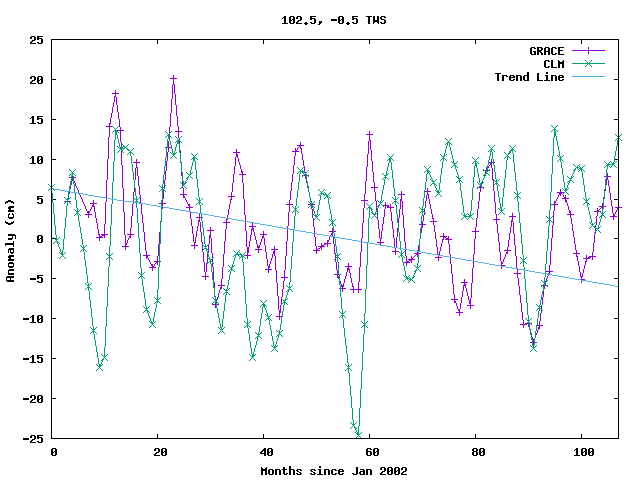 102.5, -0.5 TWS
GRACE
CLM
Trend Line
25
20
15
10
5
0
-5
-10
-15
-20
-25
Anomaly (cm)
0 20 40 60 80 100
Months since Jan 2002